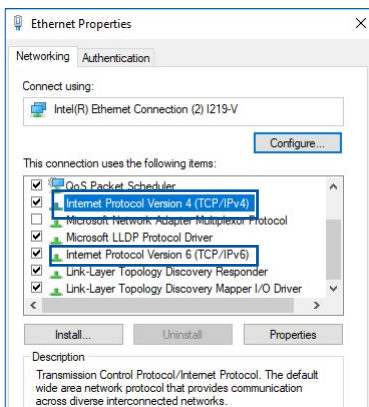 Ethernet Properties
Networking Authentication
Connect using:
Intel(R) Ethernet Connection (2) I219-V
Configure...
This connection uses the following items:
QoS Packet Scheduler
Internet Protocol Version 4 (TCP/IPv4)
Microsoft Network Adapter Multiplexor Protocol
Microsoft LLDP Protocol Driver
Internet Protocol Version 6 (TCP/IPv6)
Link-Layer Topology Discovery Responder
Link-Layer Topology Discovery Mapper I/O Driver
Install... Uninstall Properties
Description
Transmission Control Protocol/Internet Protocol. The default
wide area network protocol that provides communication
across diverse interconnected networks.